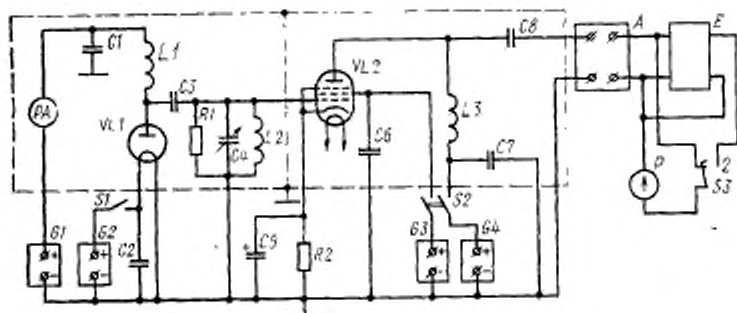 C1
L1
C3
PA
VL1
R1
C4
L2
VL2
C6
C8
L3
C7
A
E
P
2
S3
S1
G1
G2
C2
C5
R2
S2
G3
G4
+
-
+
-
+
+
-
+
-